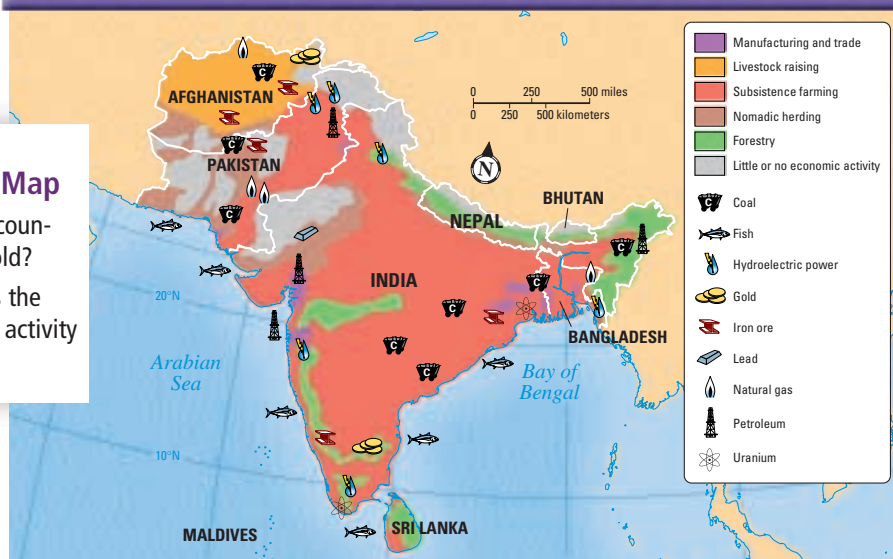 Map
coun-
old?
s the
activity
AFGHANISTAN
PAKISTAN
NEPAL
BHUTAN
INDIA
BANGLADESH
SRI LANKA
MALDIVES
Arabian
Sea
Bay of
Bengal
20°N
10°N
0 250 500 miles
0 250 500 kilometers
N
C
C
C
C
C
C
C
C
Manufacturing and trade
Livestock raising
Subsistence farming
Nomadic herding
Forestry
Little or no economic activity
C
Coal
Fish
Hydroelectric power
Gold
Iron ore
Lead
Natural gas
Petroleum
Uranium